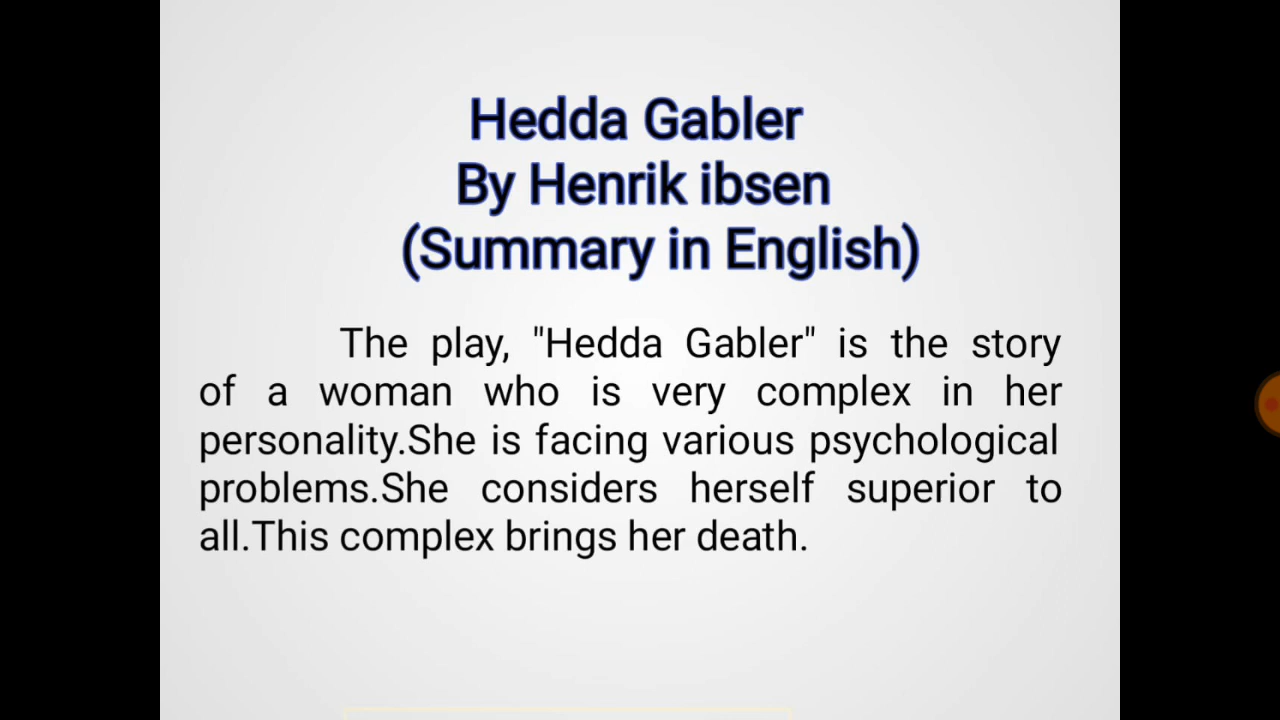 Hedda Gabler
By Henrik ibsen
(Summary in English)
The play, "Hedda Gabler" is the story
of a woman who is very complex in her
personality.She is facing various psychological
problems.She considers herself superior to
all.This complex brings her death.